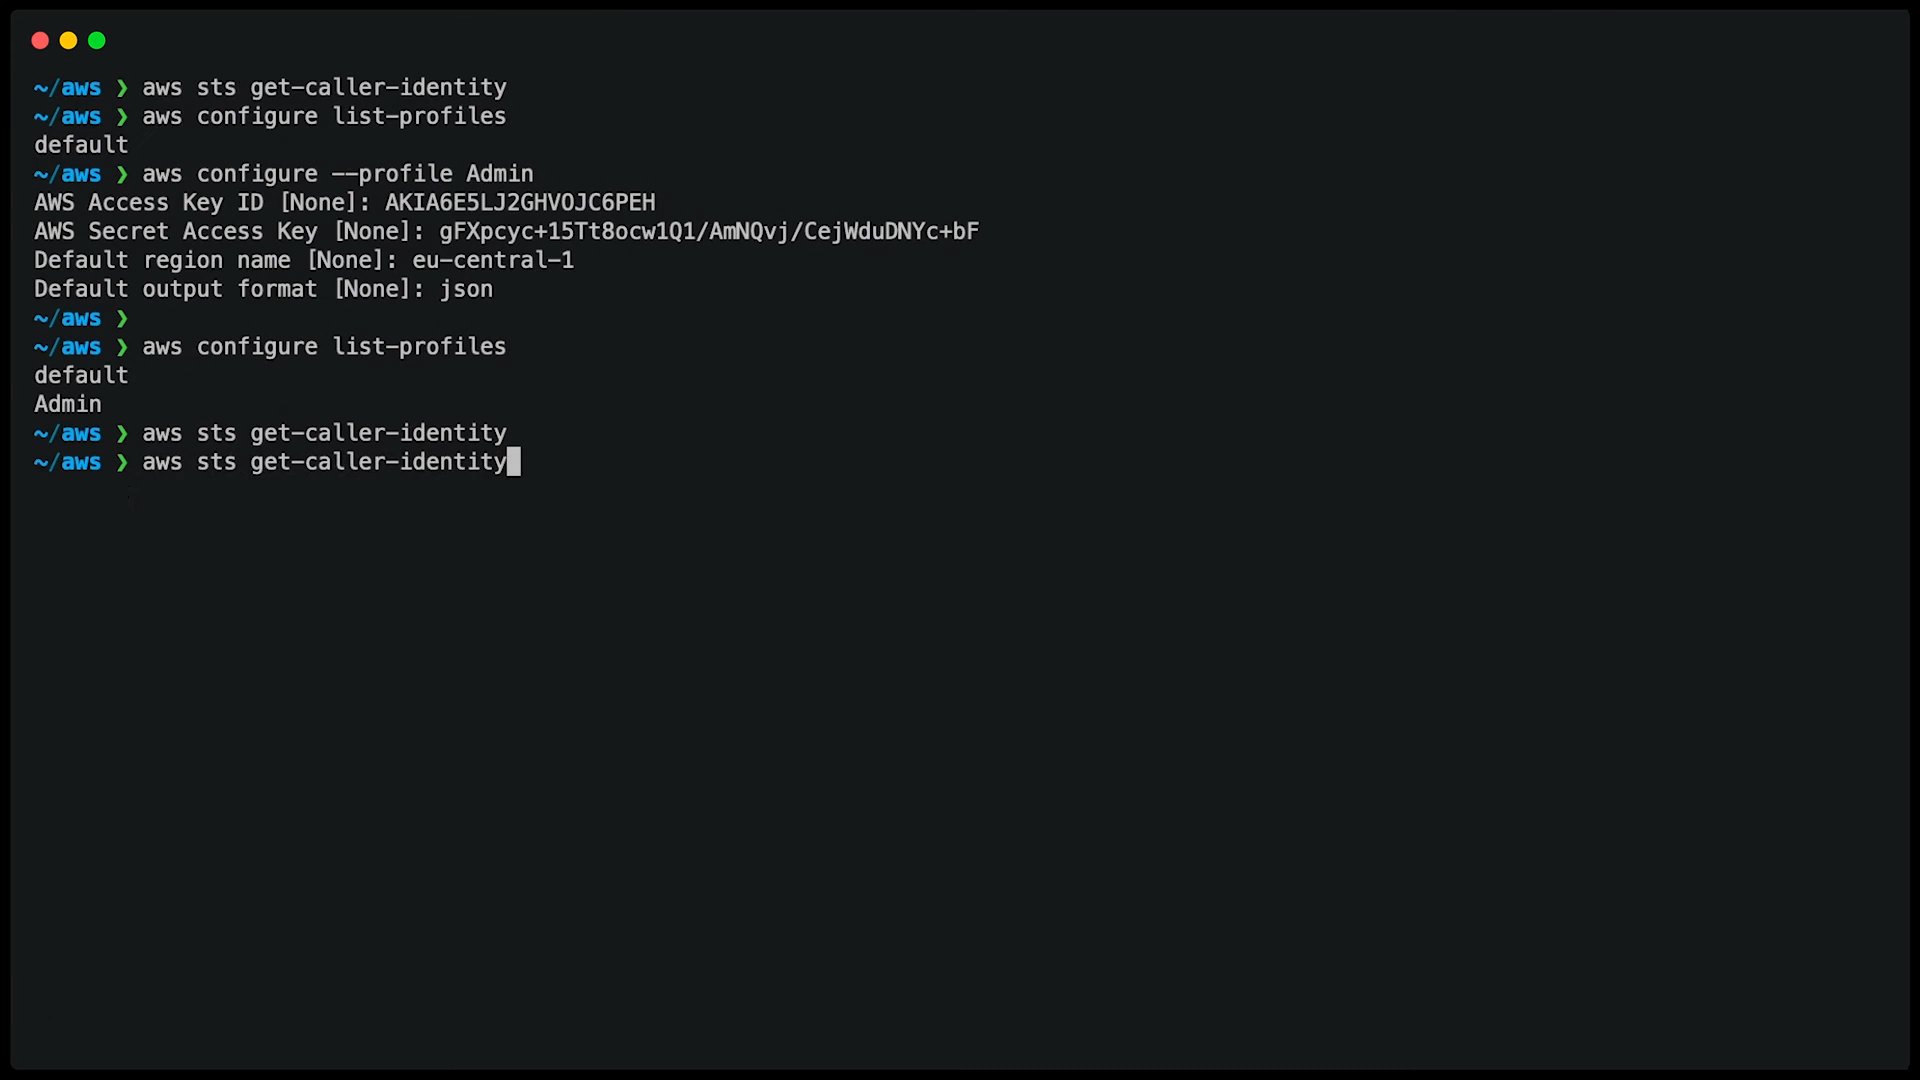 ~/aws ❯ aws sts get-caller-identity
~/aws ❯ aws configure list-profiles
default
~/aws ❯ aws configure --profile Admin
AWS Access Key ID [None]: AKIA6E5LJ2GHVOJC6PEH
AWS Secret Access Key [None]: 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
Default region name [None]: eu-central-1
Default output format [None]: json
~/aws ❯
~/aws ❯ aws configure list-profiles
default
Admin
~/aws ❯ aws sts get-caller-identity
~/aws ❯ aws sts get-caller-identity